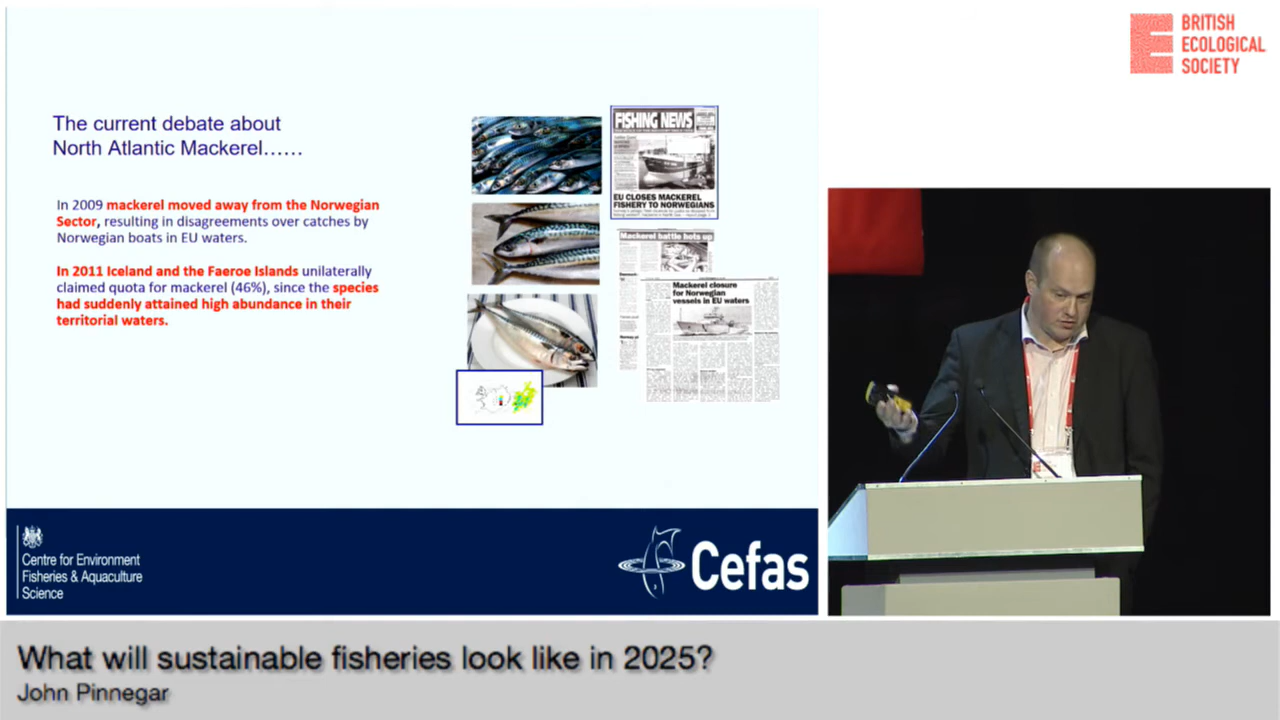 BRITISH
ECOLOGICAL
SOCIETY
The current debate about
North Atlantic Mackerel……
In 2009 mackerel moved away from the Norwegian
Sector, resulting in disagreements over catches by
Norwegian boats in EU waters.
In 2011 Iceland and the Faeroe Islands unilaterally
claimed quota for mackerel (46%), since the species
had suddenly attained high abundance in their
territorial waters.
FISHING NEWS
EU CLOSES MACKEREL
FISHERY TO NORWEGIANS
Mackerel battle hots up
Mackerel closure
for Norwegian
vessels in EU waters
Centre for Environment
Fisheries & Aquaculture
Science
Cefas
What will sustainable fisheries look like in 2025?
John Pinnegar